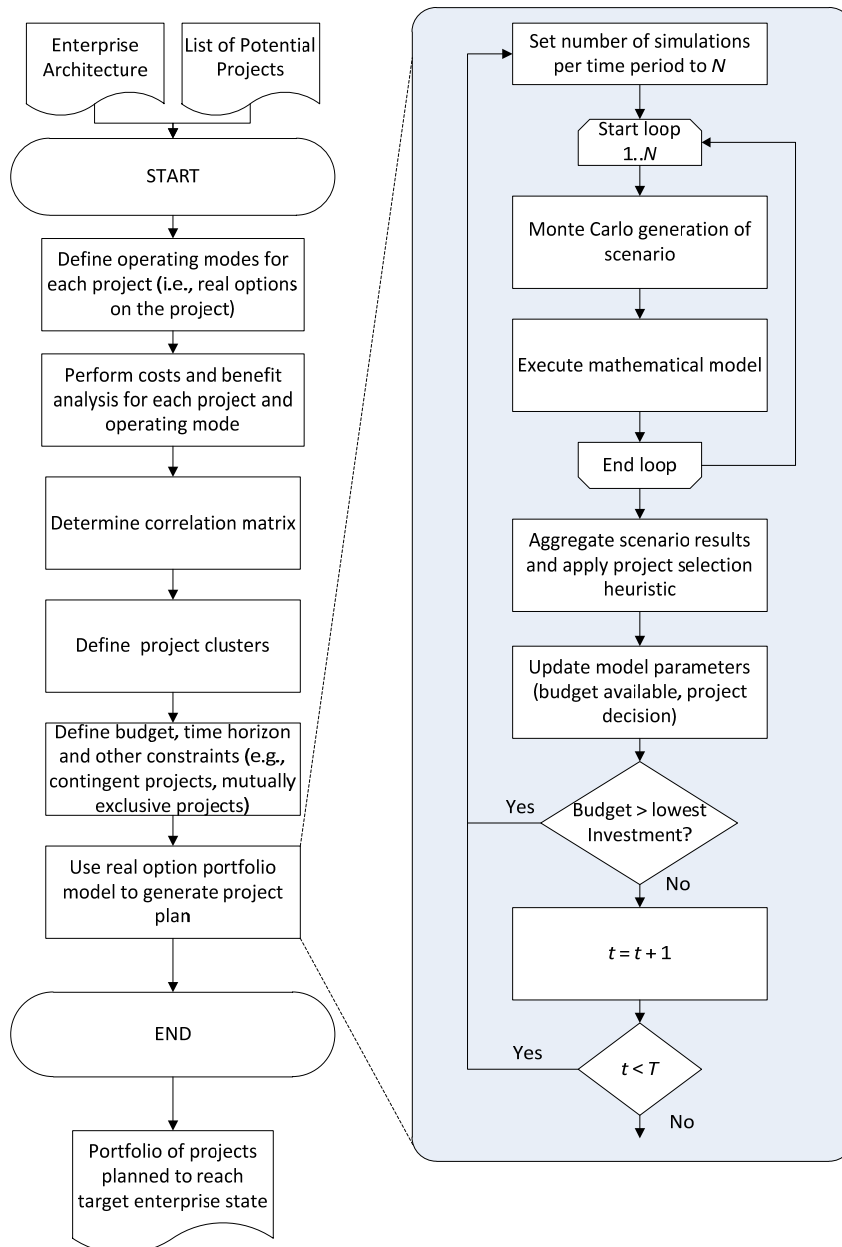 Enterprise
Architecture
List of Potential
Projects
START
Define operating modes for
each project (i.e., real options
on the project)
Perform costs and benefit
analysis for each project and
operating mode
Determine correlation matrix
Define project clusters
Define budget, time horizon
and other constraints (e.g.,
contingent projects, mutually
exclusive projects)
Use real option portfolio
model to generate project
plan
END
Portfolio of projects
planned to reach
target enterprise state
Set number of simulations
per time period to N
Start loop
1..N
Monte Carlo generation of
scenario
Execute mathematical model
End loop
Aggregate scenario results
and apply project selection
heuristic
Update model parameters
(budget available, project
decision)
Yes
Budget > lowest
Investment?
No
t = t + 1
Yes
t < T
No